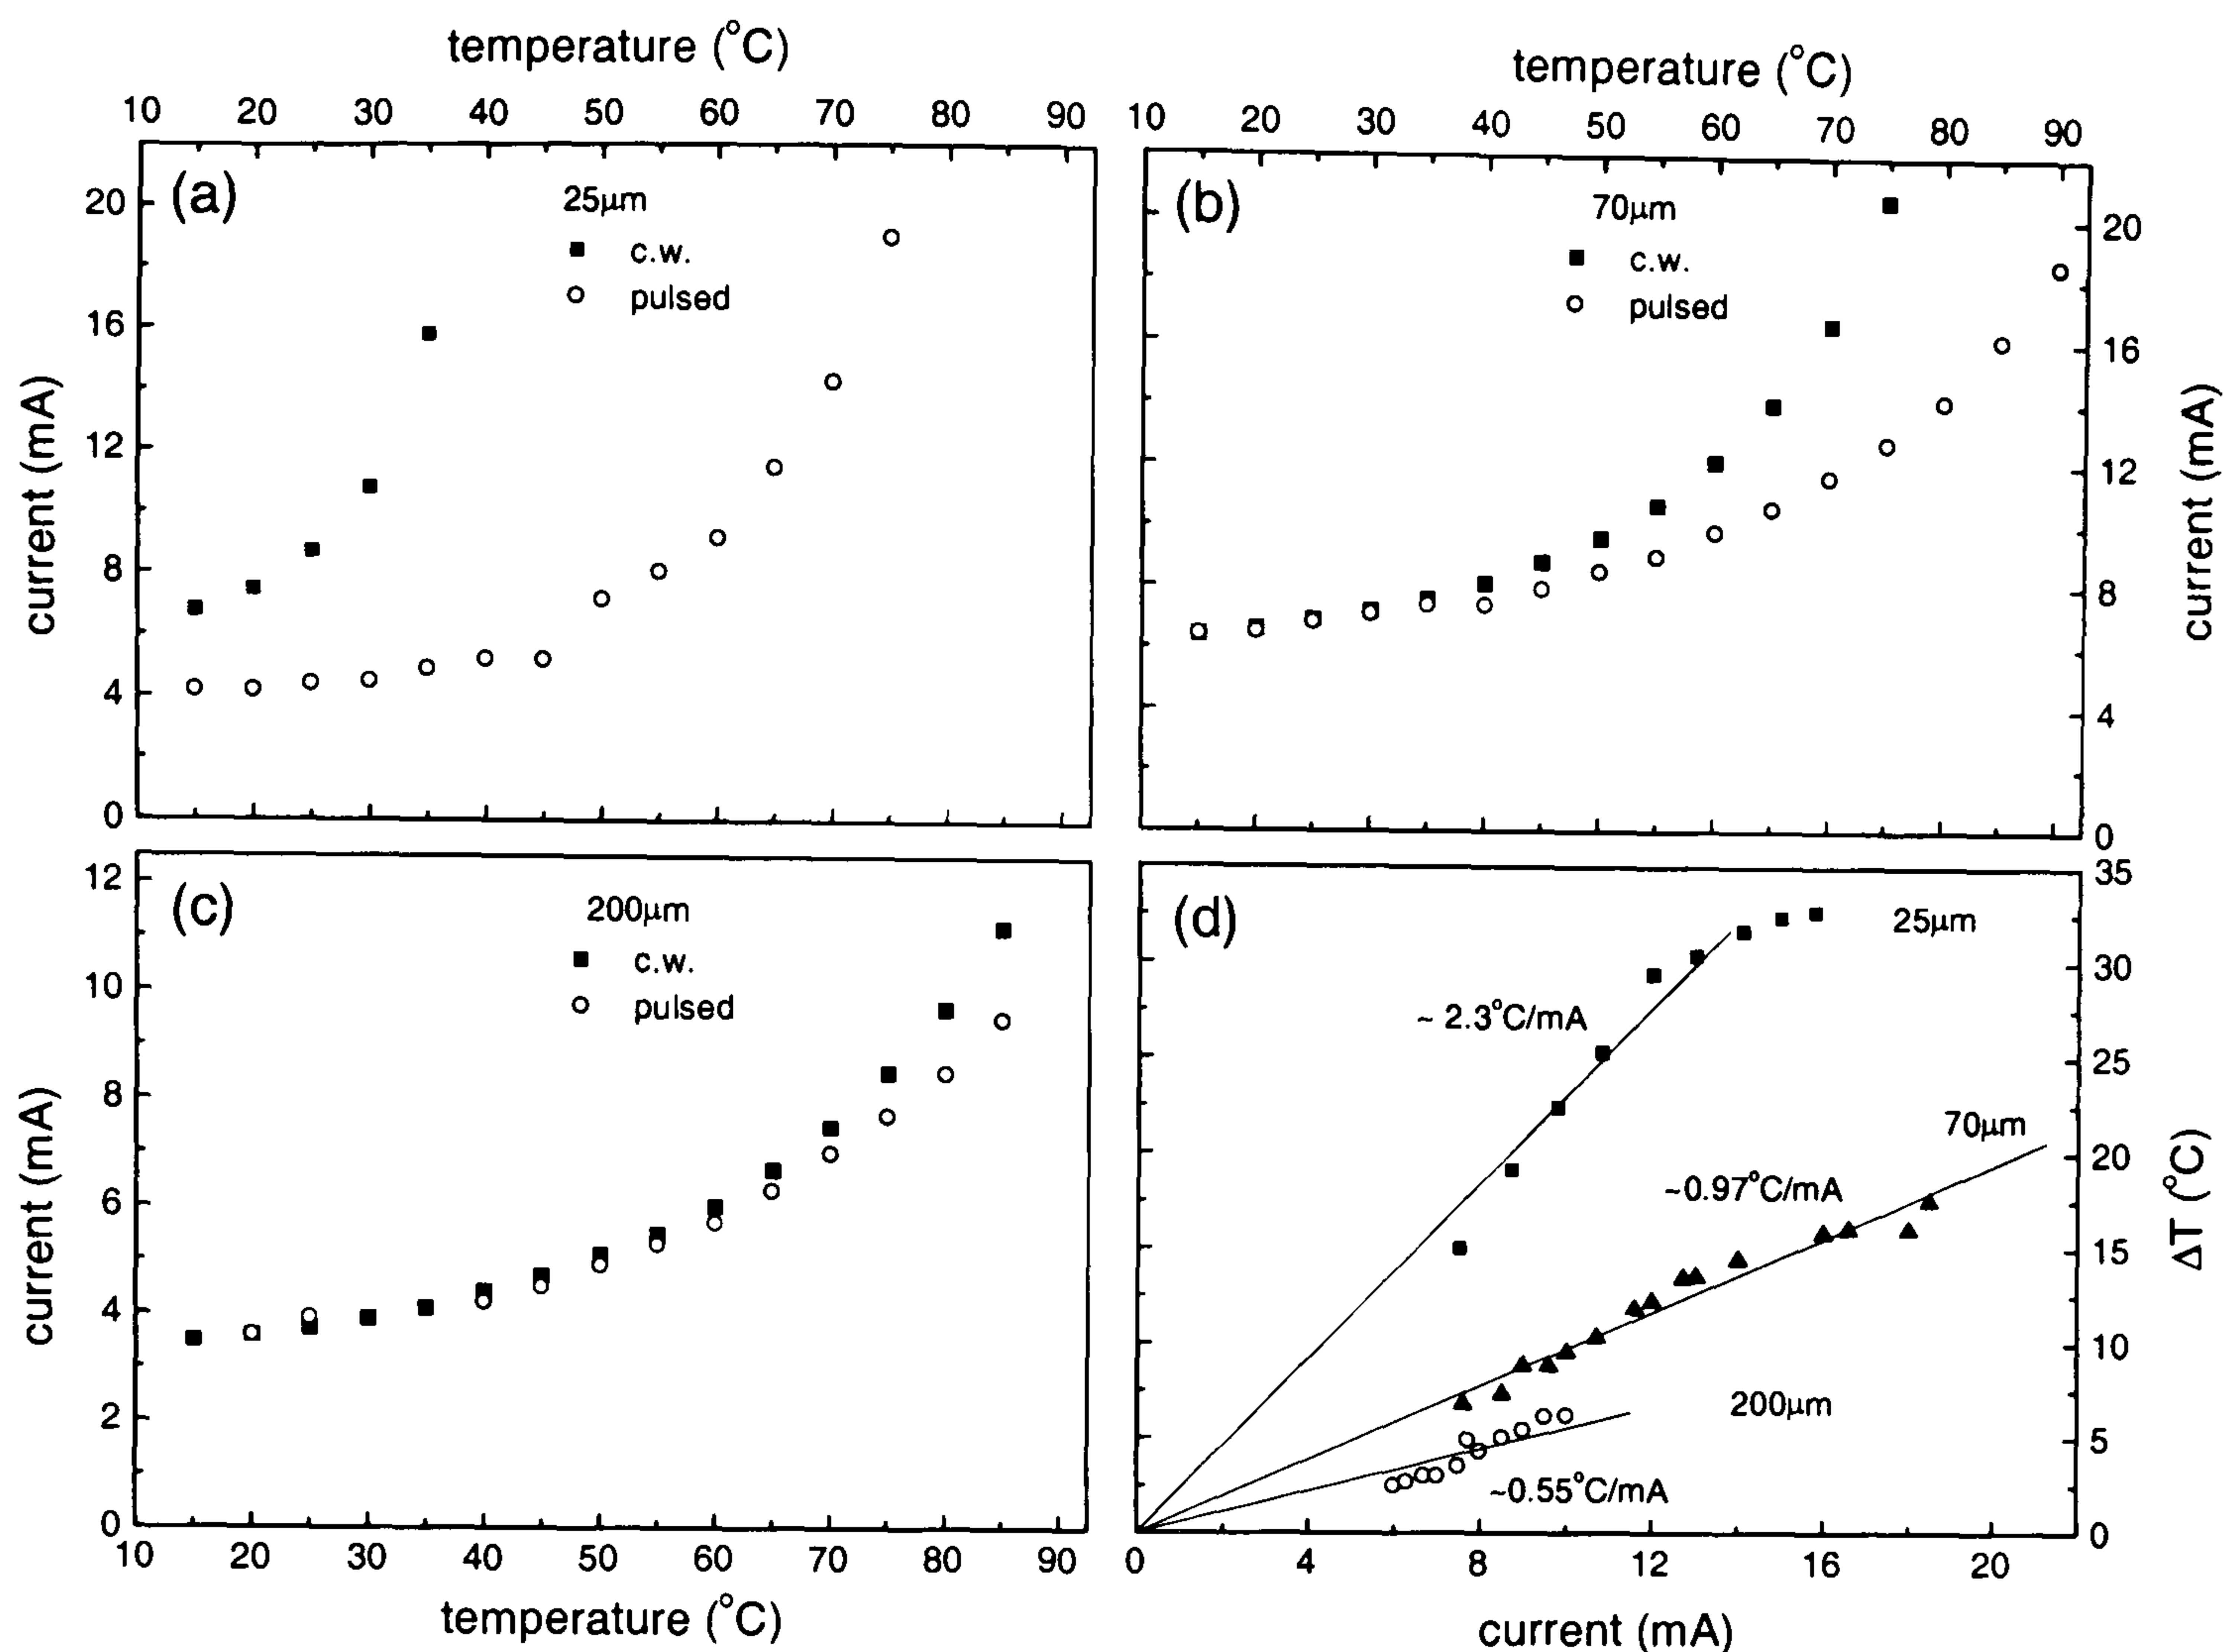 temperature (°C)
10 20 30 40 50 60 70 80 90
(a)
25μm
c.w.
pulsed
20
16
12
8
4
0
current (mA)
temperature (°C)
10 20 30 40 50 60 70 80 90
(b)
70μm
c.w.
pulsed
20
16
12
8
4
0
current (mA)
(c)
200μm
c.w.
pulsed
12
10
8
6
4
2
0
current (mA)
10 20 30 40 50 60 70 80 90
temperature (°C)
(d)
25μm
~ 2.3°C/mA
70μm
~0.97°C/mA
200μm
~0.55°C/mA
35
30
25
20
15
10
5
0
ΔT (°C)
0 4 8 12 16 20
current (mA)